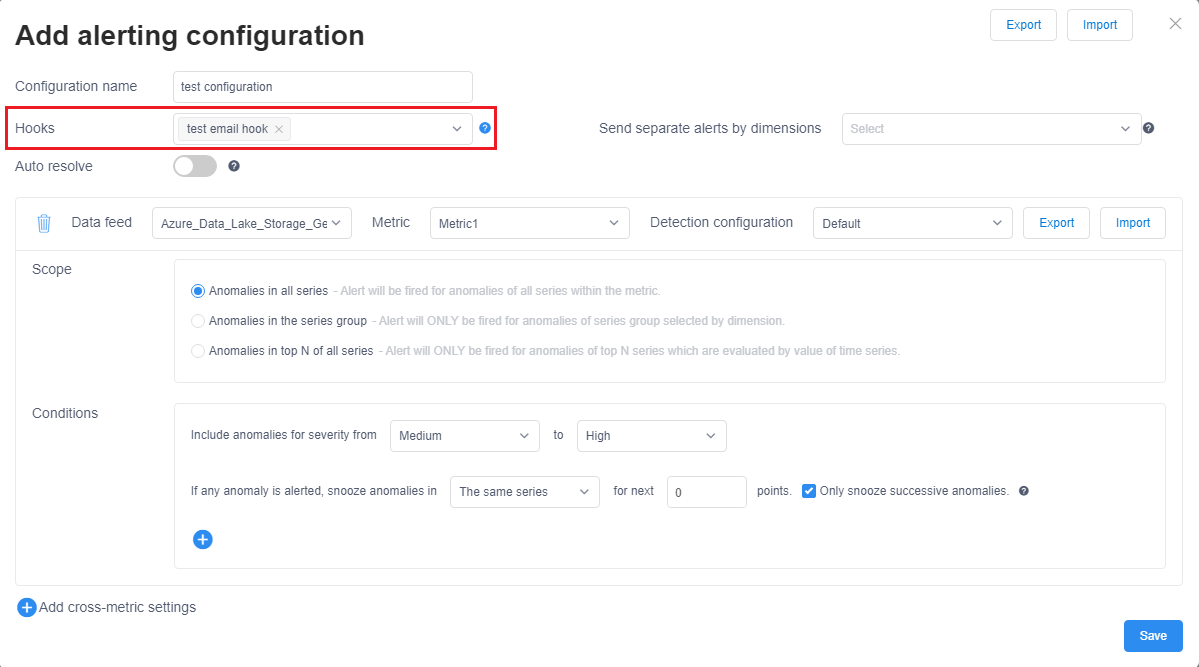 Add alerting configuration
Export Import
Configuration name test configuration
Hooks test email hook Send separate alerts by dimensions Select
Auto resolve
Data feed Azure_Data_Lake_Storage_Ge Metric Metric1 Detection configuration Default Export Import
Scope
Anomalies in all series - Alert will be fired for anomalies of all series within the metric.
Anomalies in the series group - Alert will ONLY be fired for anomalies of series group selected by dimension.
Anomalies in top N of all series - Alert will ONLY be fired for anomalies of top N series which are evaluated by value of time series.
Conditions
Include anomalies for severity from Medium to High
If any anomaly is alerted, snooze anomalies in The same series for next 0 points. Only snooze successive anomalies.
Add cross-metric settings
Save